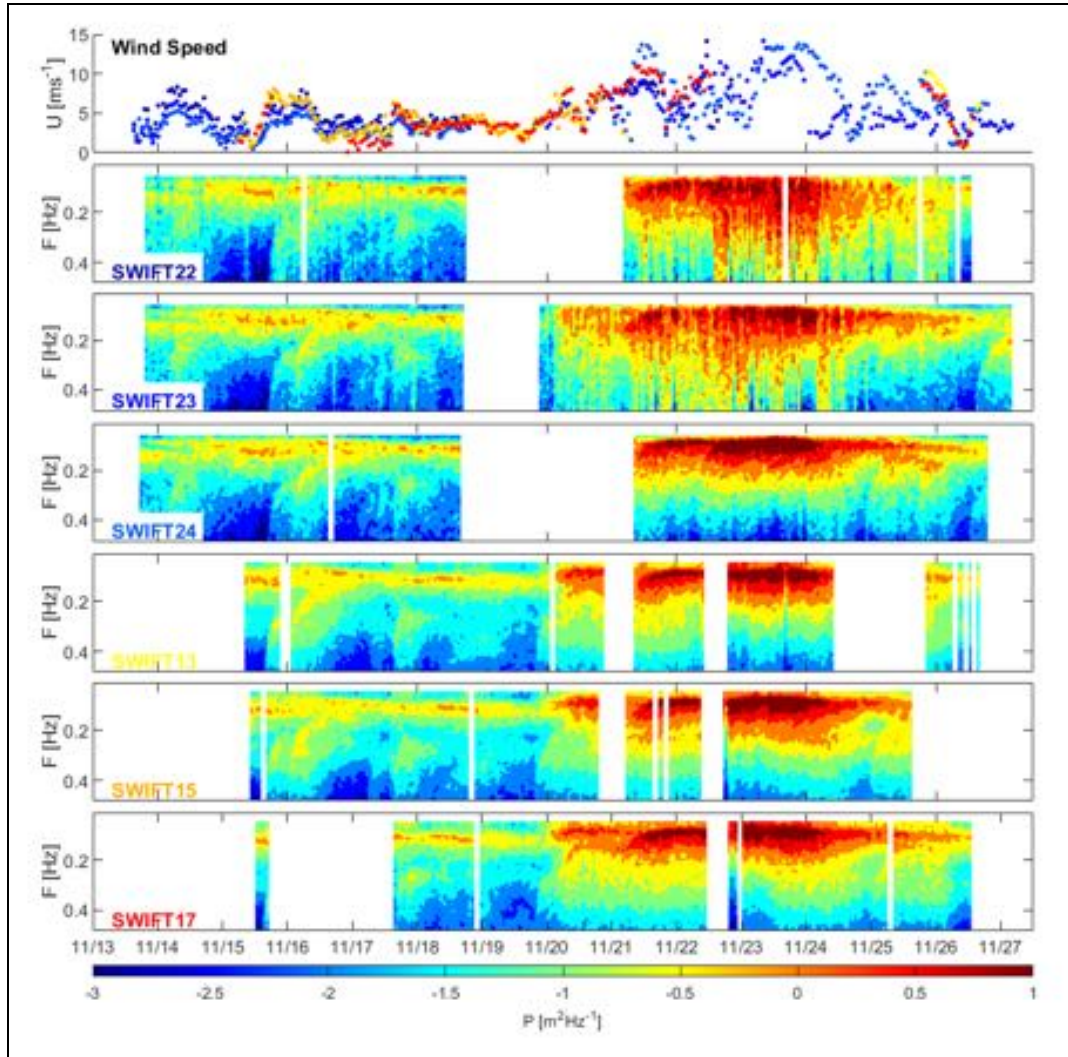 Wind Speed
U [ms⁻¹]
15
10
5
0
F [Hz]
0.2
0.4
SWIFT22
F [Hz]
0.2
0.4
SWIFT23
F [Hz]
0.2
0.4
SWIFT24
F [Hz]
0.2
0.4
SWIFT13
F [Hz]
0.2
0.4
SWIFT15
F [Hz]
0.2
0.4
SWIFT17
11/13 11/14 11/15 11/16 11/17 11/18 11/19 11/20 11/21 11/22 11/23 11/24 11/25 11/26 11/27
-3 -2.5 -2 -1.5 -1 -0.5 0 0.5 1
P [m²Hz⁻¹]